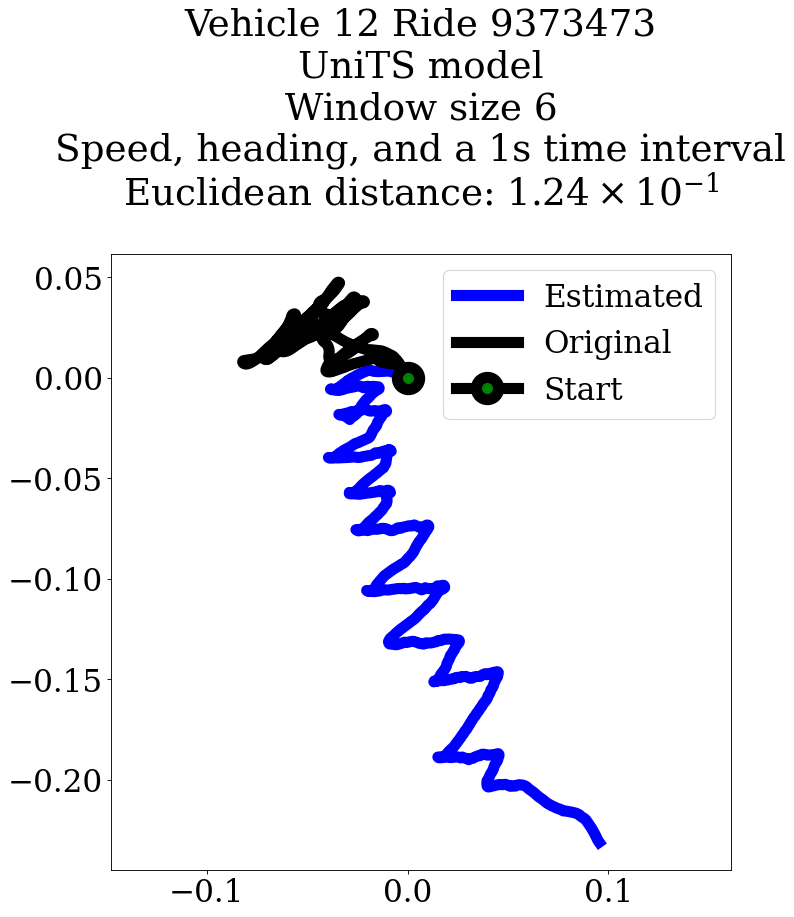 Vehicle 12 Ride 9373473
UniTS model
Window size 6
Speed, heading, and a 1s time interval
Euclidean distance: $1.24 \times 10^{-1}$
Estimated
Original
Start
0.05
0.00
−0.05
−0.10
−0.15
−0.20
−0.1
0.0
0.1